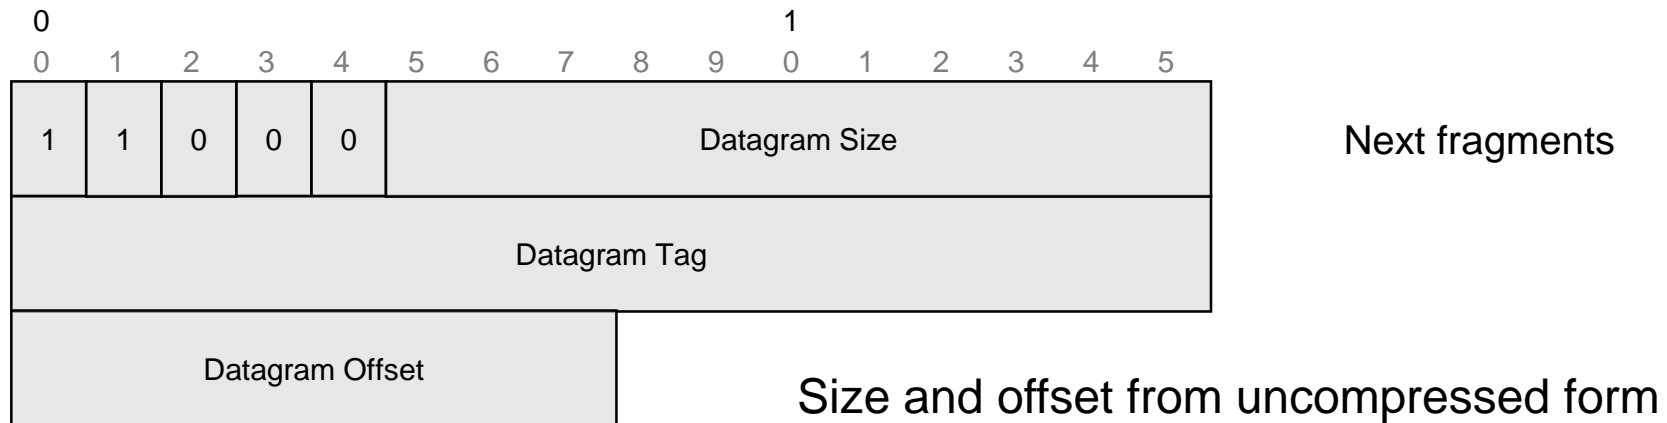 0 1
0 1 2 3 4 5 6 7 8 9 0 1 2 3 4 5
1 1 0 0 0 Datagram Size Next fragments
Datagram Tag
Datagram Offset
Size and offset from uncompressed form